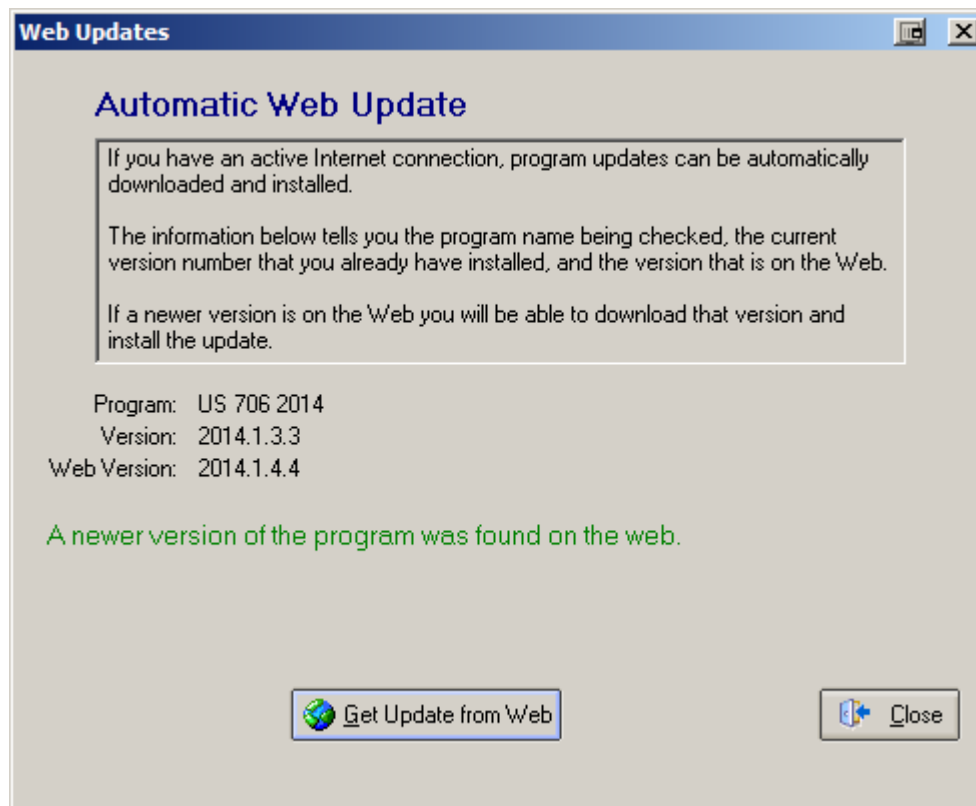 Web Updates
Automatic Web Update
If you have an active Internet connection, program updates can be automatically
downloaded and installed.
The information below tells you the program name being checked, the current
version number that you already have installed, and the version that is on the Web.
If a newer version is on the Web you will be able to download that version and
install the update.
Program: US 706 2014
Version: 2014.1.3.3
Web Version: 2014.1.4.4
A newer version of the program was found on the web.
Get Update from Web Close